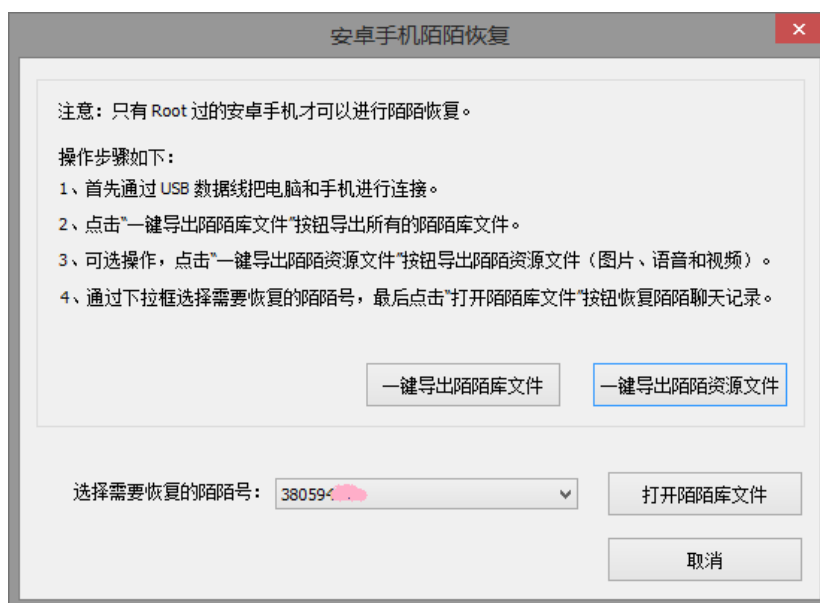 安卓手机陌陌恢复
注意：只有 Root 过的安卓手机才可以进行陌陌恢复。
操作步骤如下：
1、首先通过 USB 数据线把电脑和手机进行连接。
2、点击“一键导出陌陌库文件”按钮导出所有的陌陌库文件。
3、可选操作，点击“一键导出陌陌资源文件”按钮导出陌陌资源文件（图片、语音和视频）。
4、通过下拉框选择需要恢复的陌陌号，最后点击“打开陌陌库文件”按钮恢复陌陌聊天记录。
一键导出陌陌库文件 一键导出陌陌资源文件
选择需要恢复的陌陌号： 380594 打开陌陌库文件
取消